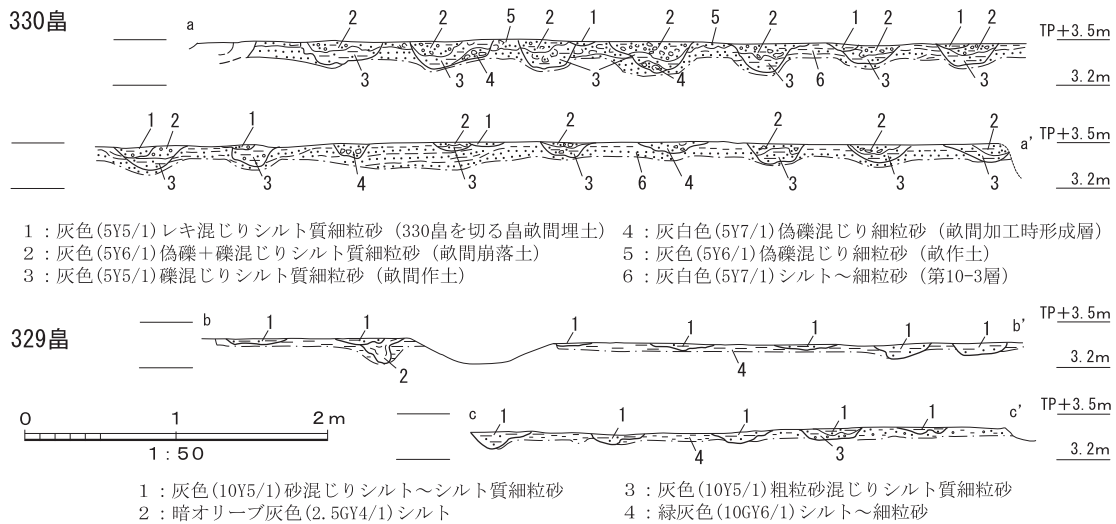 330畠
a 2 2 5 2 1 2 5 2 1 2 1 2 TP+3.5m
3 3 4 3 4 3 6 3 3 3.2m
1 2 1 2 1 2 2 2 2 a’ TP+3.5m
3 3 4 3 3 6 4 3 3 3 3.2m
1：灰色(5Y5/1)レキ混じりシルト質細粒砂（330畠を切る畠畝間埋土） 4：灰白色(5Y7/1)偽礫混じり細粒砂（畝間加工時形成層）
2：灰色(5Y6/1)偽礫＋礫混じりシルト質細粒砂（畝間崩落土） 5：灰色(5Y6/1)偽礫混じり細粒砂（畝作土）
3：灰色(5Y5/1)礫混じりシルト質細粒砂（畝間作土） 6：灰白色(5Y7/1)シルト～細粒砂（第10-3層）
329畠
b 1 1 1 1 1 1 1 b’ TP+3.5m
2 4 3.2m
c 1 1 1 1 1 c’ TP+3.5m
4 3 3.2m
0 1 2m
1:50
1：灰色(10Y5/1)砂混じりシルト～シルト質細粒砂 3：灰色(10Y5/1)粗粒砂混じりシルト質細粒砂
2：暗オリーブ灰色(2.5GY4/1)シルト 4：緑灰色(10GY6/1)シルト～細粒砂